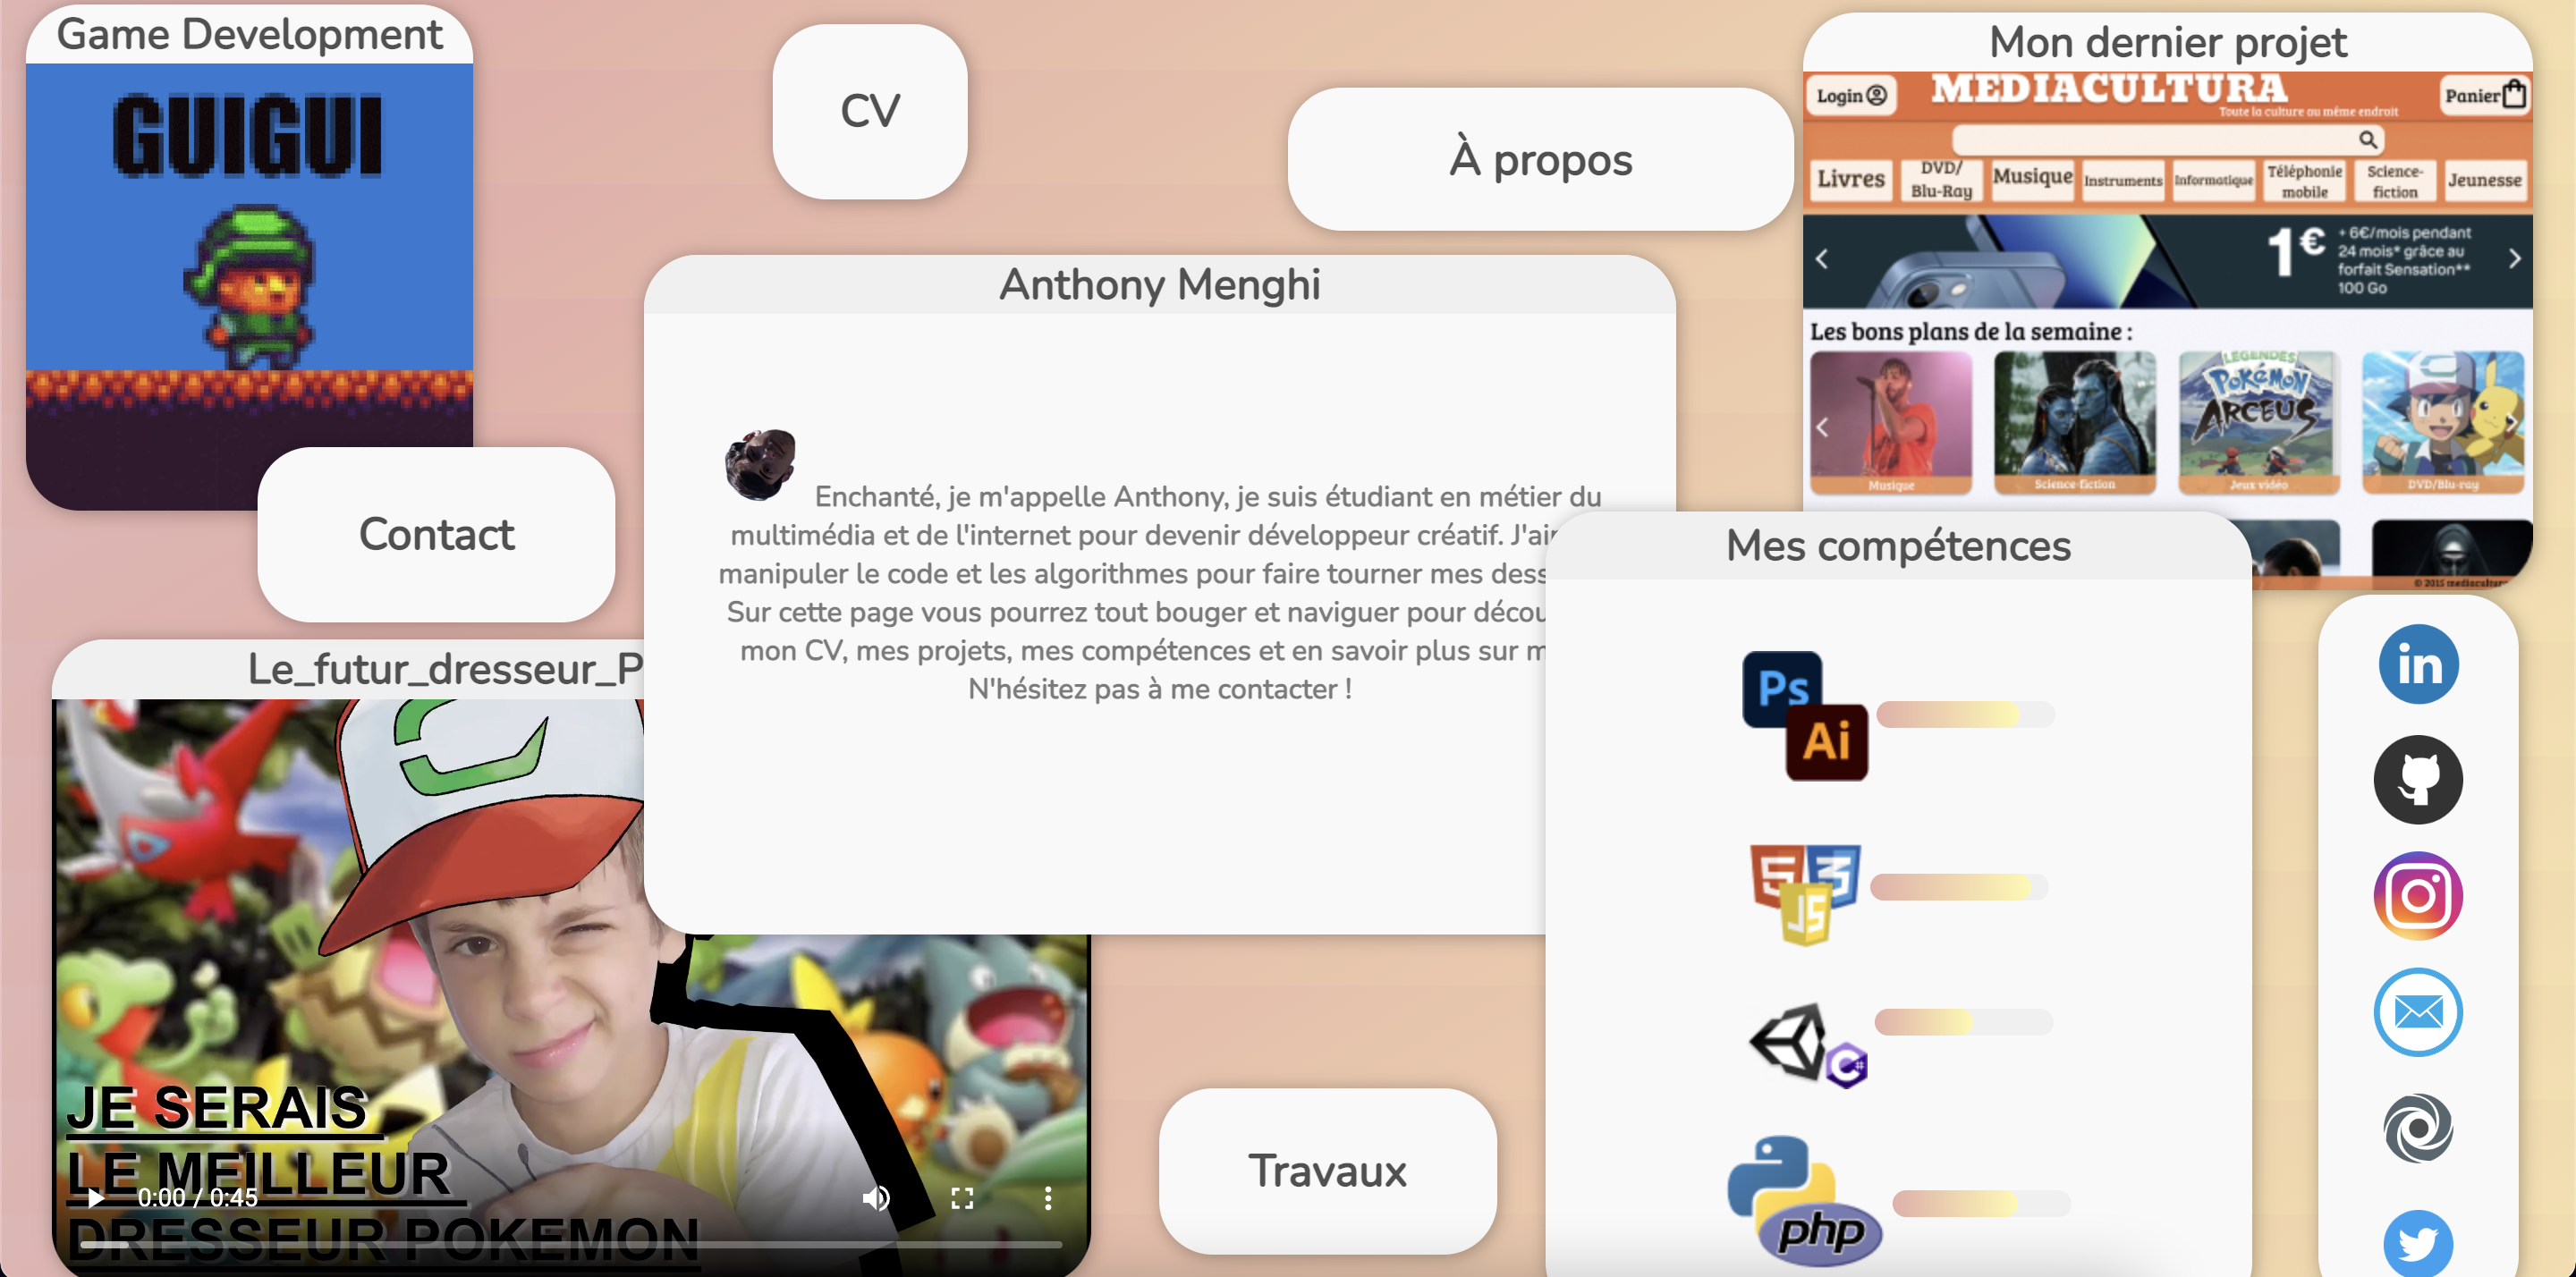 Game Development
GUIGUI
CV
À propos
Mon dernier projet
Login
MEDIACULTURA
Toute la culture au même endroit
Panier
Livres
DVD/
Blu-Ray
Musique
Instruments
Informatique
Téléphonie
mobile
Science-
fiction
Jeunesse
1€
+ 6€/mois pendant
24 mois* grâce au
forfait Sensation**
100 Go
Les bons plans de la semaine :
LÉGENDES
POKÉMON
ARCEUS
Musique
Science-fiction
Jeux vidéo
DVD/Blu-ray
© 2015 mediacultura
Anthony Menghi
Enchanté, je m'appelle Anthony, je suis étudiant en métier du
multimédia et de l'internet pour devenir développeur créatif. J'ai
manipuler le code et les algorithmes pour faire tourner mes dess
Sur cette page vous pourrez tout bouger et naviguer pour décou
mon CV, mes projets, mes compétences et en savoir plus sur m
N'hésitez pas à me contacter !
Contact
Le_futur_dresseur_P
JE SERAIS
LE MEILLEUR
DRESSEUR POKEMON
0:00 / 0:45
Travaux
Mes compétences
Ps
Ai
5
3
JS
C#
php
in